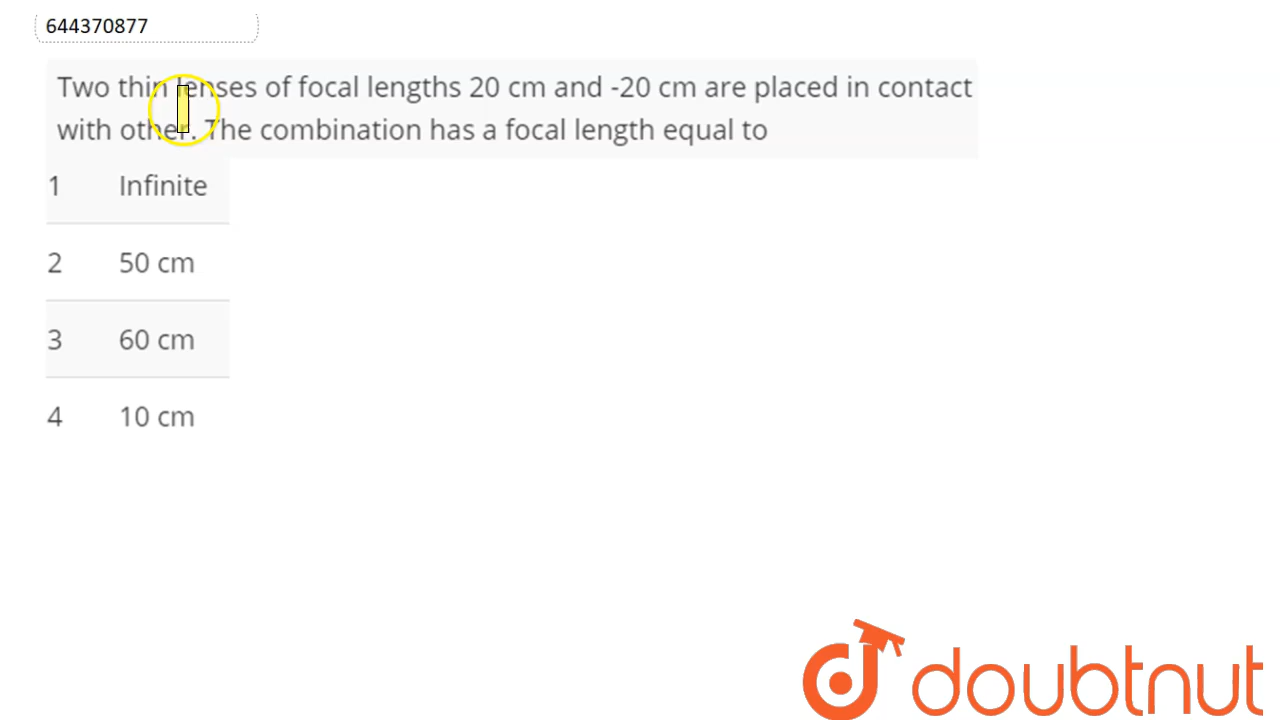 644370877
Two thin lenses of focal lengths 20 cm and -20 cm are placed in contact
with other. The combination has a focal length equal to
1 Infinite
2 50 cm
3 60 cm
4 10 cm
doubtnut